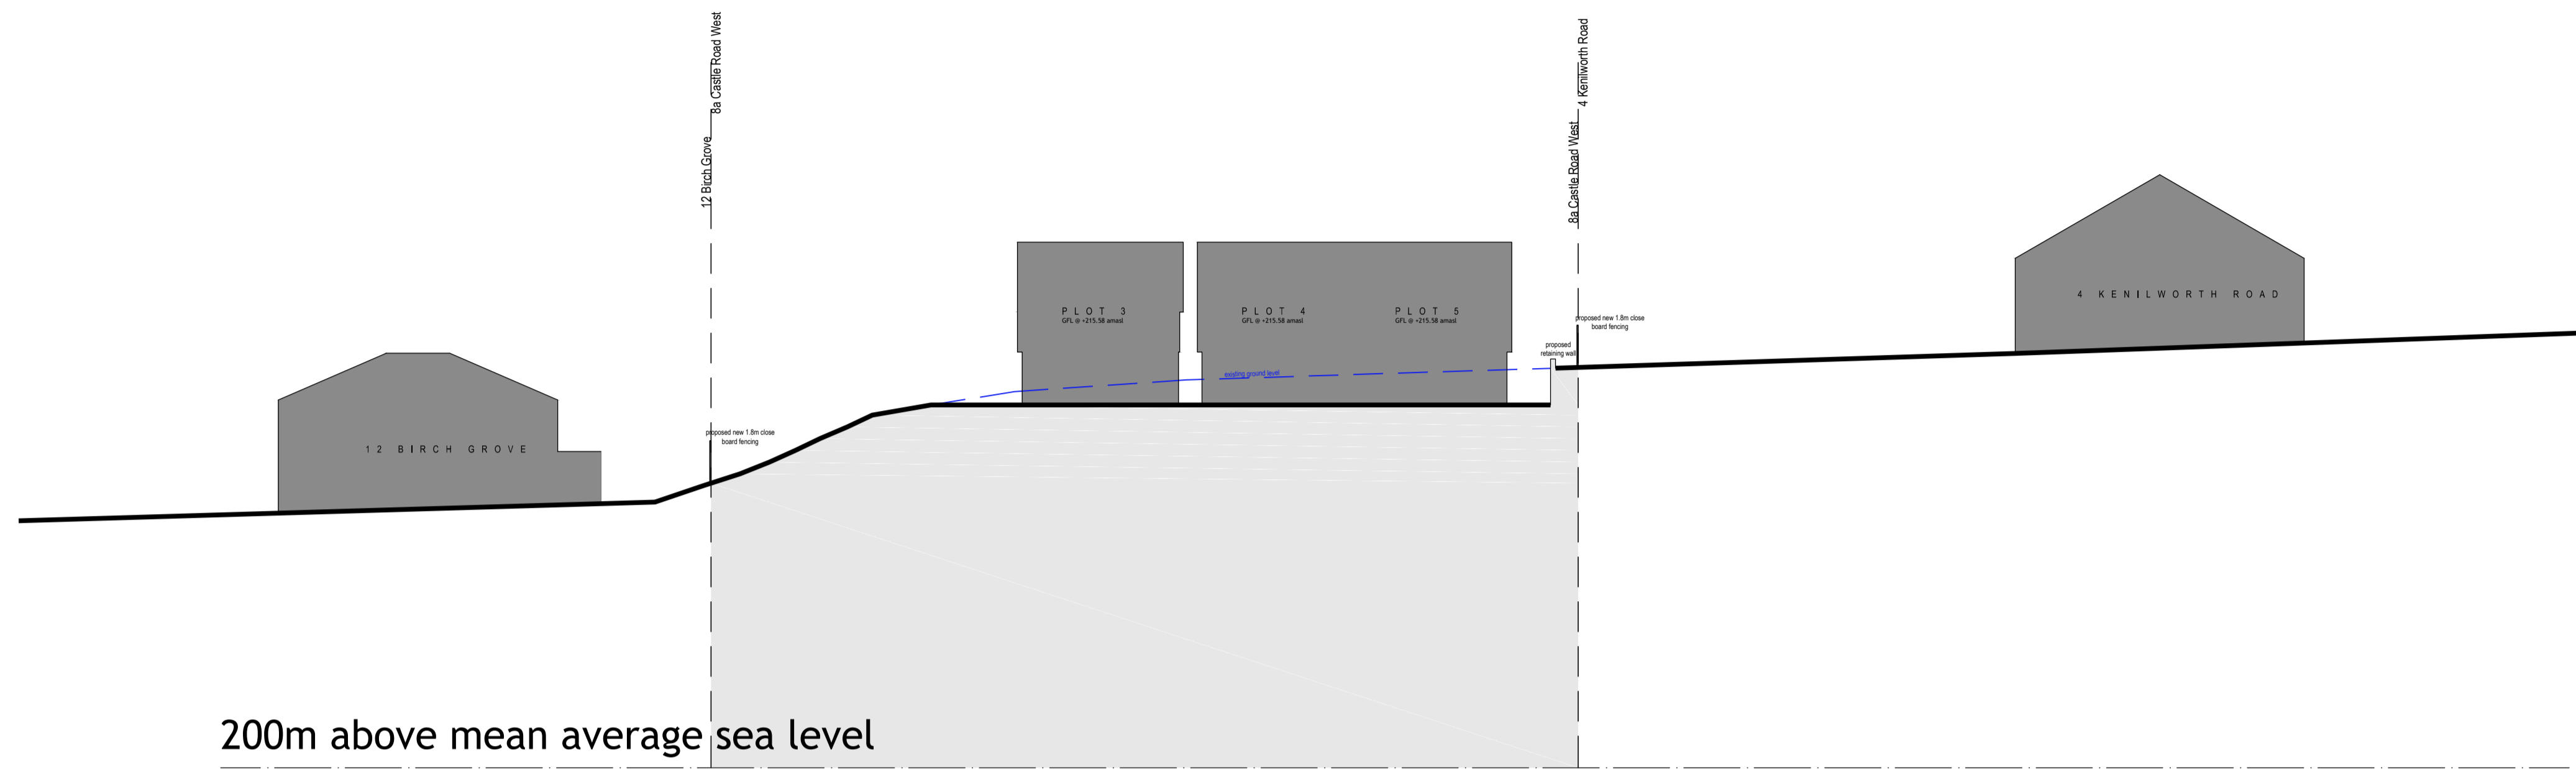 8a Castle Road West
12 Birch Grove
4 Kenilworth Road
8a Castle Road West
PLOT 3
GFL @ +215.58 amasl
PLOT 4
GFL @ +215.58 amasl
PLOT 5
GFL @ +215.58 amasl
4 KENILWORTH ROAD
proposed new 1.8m close
board fencing
proposed
retaining wall
existing ground level
proposed new 1.8m close
board fencing
12 BIRCH GROVE
200m above mean average sea level